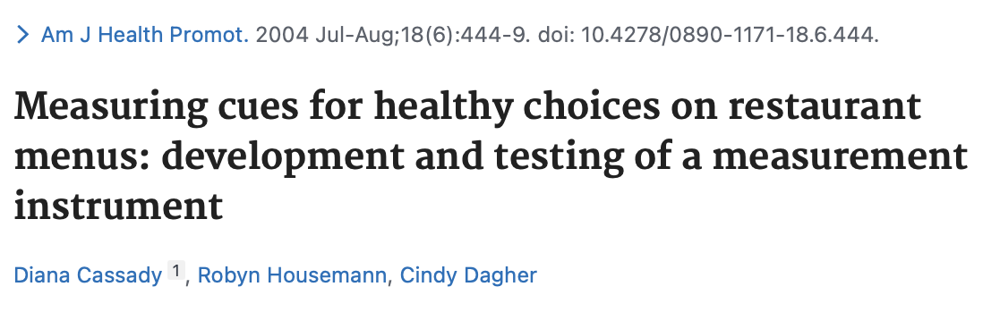 Am J Health Promot. 2004 Jul-Aug;18(6):444-9. doi: 10.4278/0890-1171-18.6.444.
Measuring cues for healthy choices on restaurant
menus: development and testing of a measurement
instrument
Diana Cassady 1, Robyn Housemann, Cindy Dagher